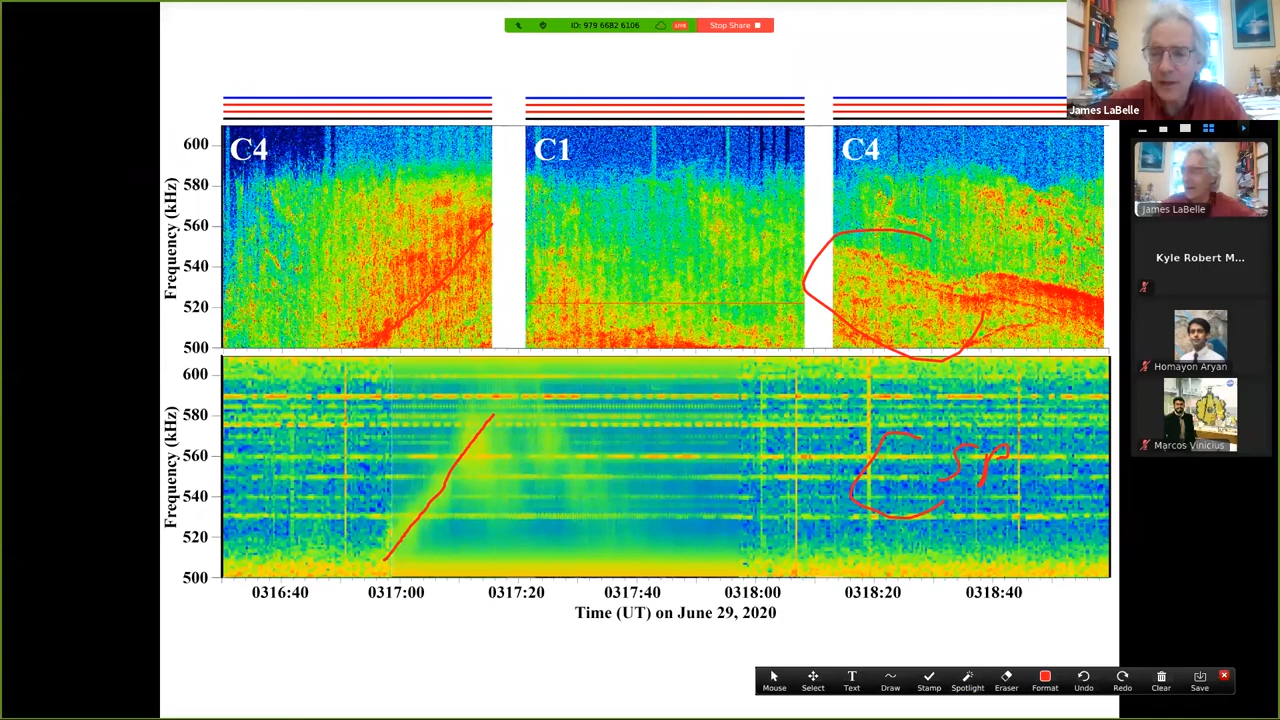 ID: 979 6682 6106 LIVE Stop Share
James LaBelle
C4 C1 C4
600
580
560
540
520
500
Frequency (kHz)
600
580
560
540
520
500
Frequency (kHz)
0316:40 0317:00 0317:20 0317:40 0318:00 0318:20 0318:40
Time (UT) on June 29, 2020
James LaBelle
Kyle Robert M...
Homayon Aryan
Marcos Vinicius
Mouse Select Text Draw Stamp Spotlight Eraser Format Undo Redo Clear Save